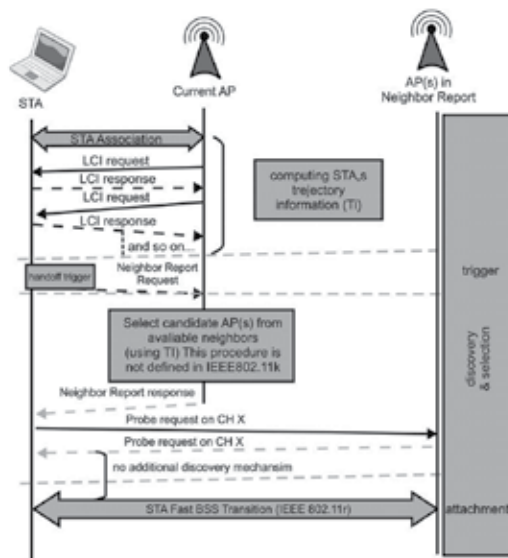 STA
Current AP
AP(s) in
Neighbor Report
STA Association
LCI request
LCI response
LCI request
LCI response
and so on...
computing STA,s
trejectory
information (TI)
handoff trigger
Neighbor Report
Request
trigger
Select candidate AP(s) from
avaliable neighbors
(using TI) This procedure is
not defined in IEEE802.11k
discovery
& selection
Neighbor Report response
Probe request on CH X
Probe request on CH X
no additional discovery mechansim
STA Fast BSS Transition (IEEE 802.11r)
attachment